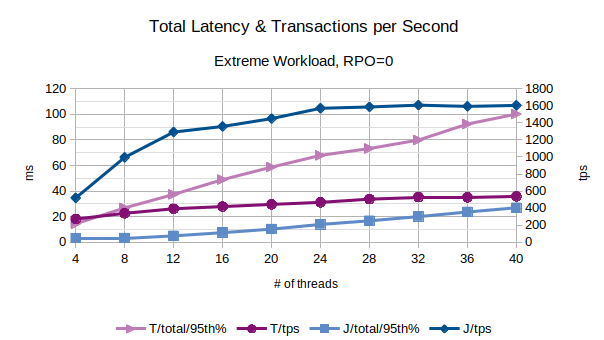 Total Latency & Transactions per Second
Extreme Workload, RPO=0
120
100
80
60
40
20
0
ms
1800
1600
1400
1200
1000
800
600
400
200
0
tps
4 8 12 16 20 24 28 32 36 40
# of threads
T/total/95th% T/tps J/total/95th% J/tps